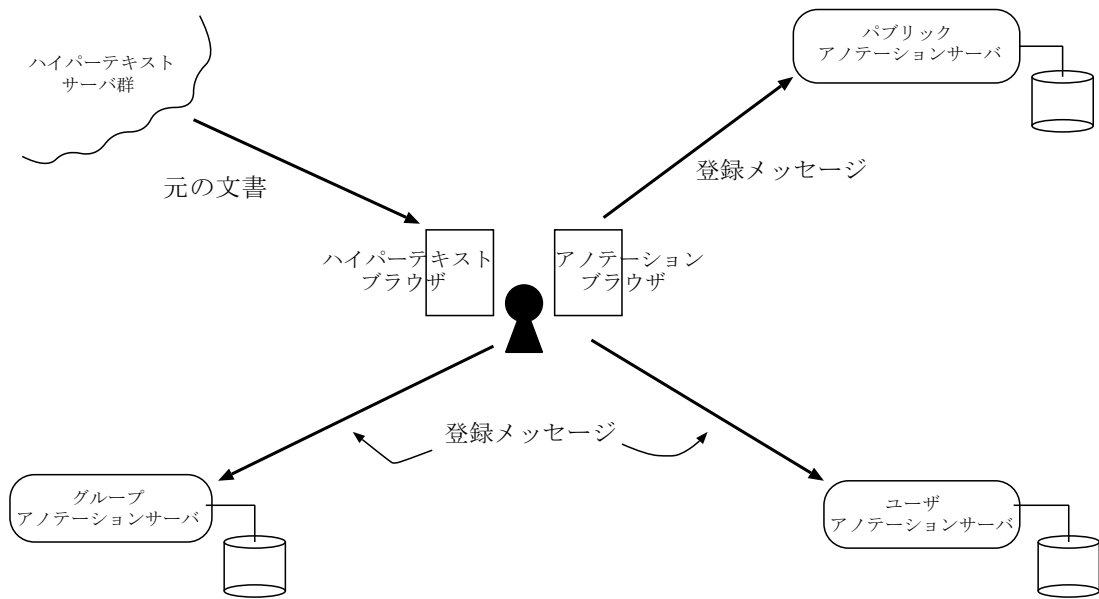 ハイパーテキスト
サーバ群
パブリック
アノテーションサーバ
元の文書
登録メッセージ
ハイパーテキスト
ブラウザ
アノテーション
ブラウザ
登録メッセージ
グループ
アノテーションサーバ
ユーザ
アノテーションサーバ